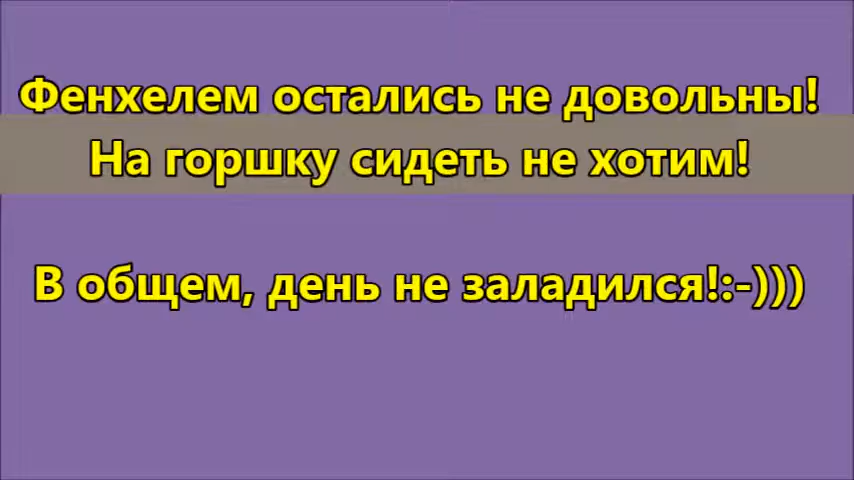 Фенхелем остались не довольны!
На горшку сидеть не хотим!
В общем, день не заладился!:-)))